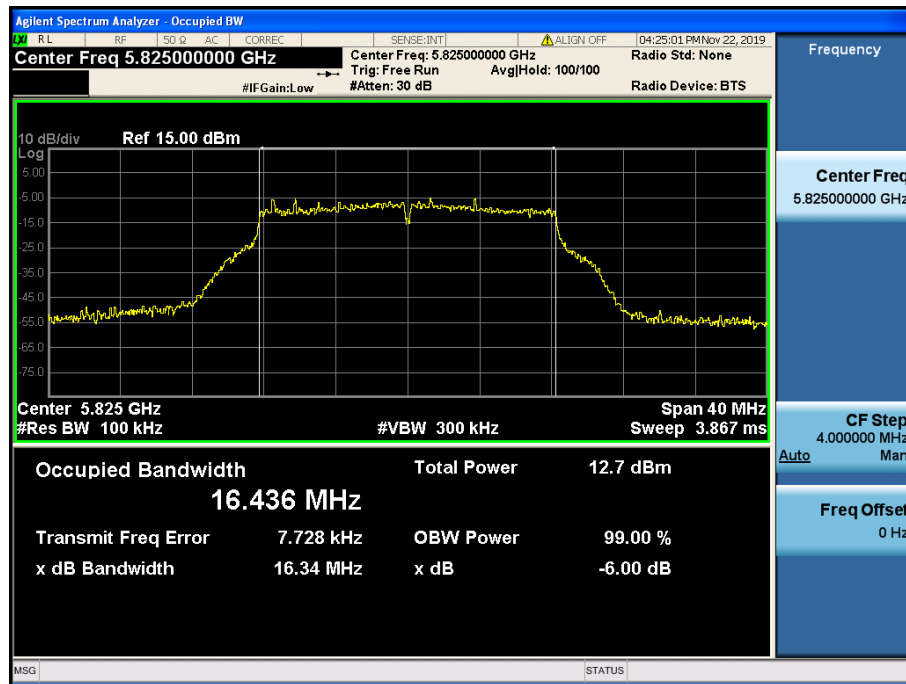 Agilent Spectrum Analyzer - Occupied BW
LXI RL RF 50 Ω AC CORREC SENSE:INT ALIGN OFF 04:25:01 PM Nov 22, 2019
Center Freq 5.825000000 GHz
Center Freq: 5.825000000 GHz Radio Std: None
Trig: Free Run Avg|Hold: 100/100
#IFGain:Low #Atten: 30 dB Radio Device: BTS
10 dB/div Ref 15.00 dBm
Log
5.00
-5.00
-15.0
-25.0
-35.0
-45.0
-55.0
-65.0
-75.0
Center 5.825 GHz Span 40 MHz
#Res BW 100 kHz #VBW 300 kHz Sweep 3.867 ms
Occupied Bandwidth Total Power 12.7 dBm
16.436 MHz
Transmit Freq Error 7.728 kHz OBW Power 99.00 %
x dB Bandwidth 16.34 MHz x dB -6.00 dB
MSG STATUS
Frequency
Center Freq
5.825000000 GHz
CF Step
4.000000 MHz
Auto Man
Freq Offset
0 Hz